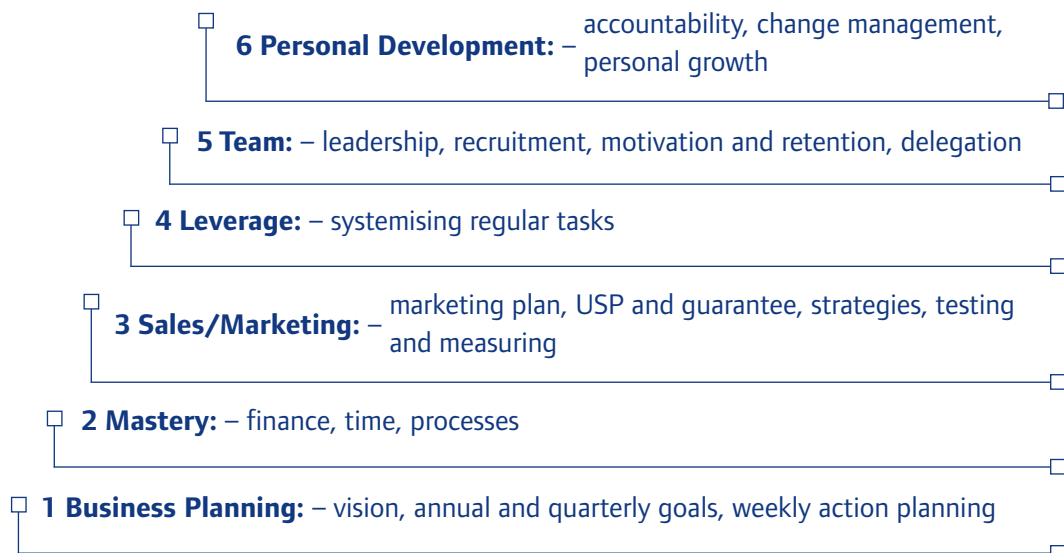 6 Personal Development: – accountability, change management,
personal growth
5 Team: – leadership, recruitment, motivation and retention, delegation
4 Leverage: – systemising regular tasks
3 Sales/Marketing: – marketing plan, USP and guarantee, strategies, testing
and measuring
2 Mastery: – finance, time, processes
1 Business Planning: – vision, annual and quarterly goals, weekly action planning